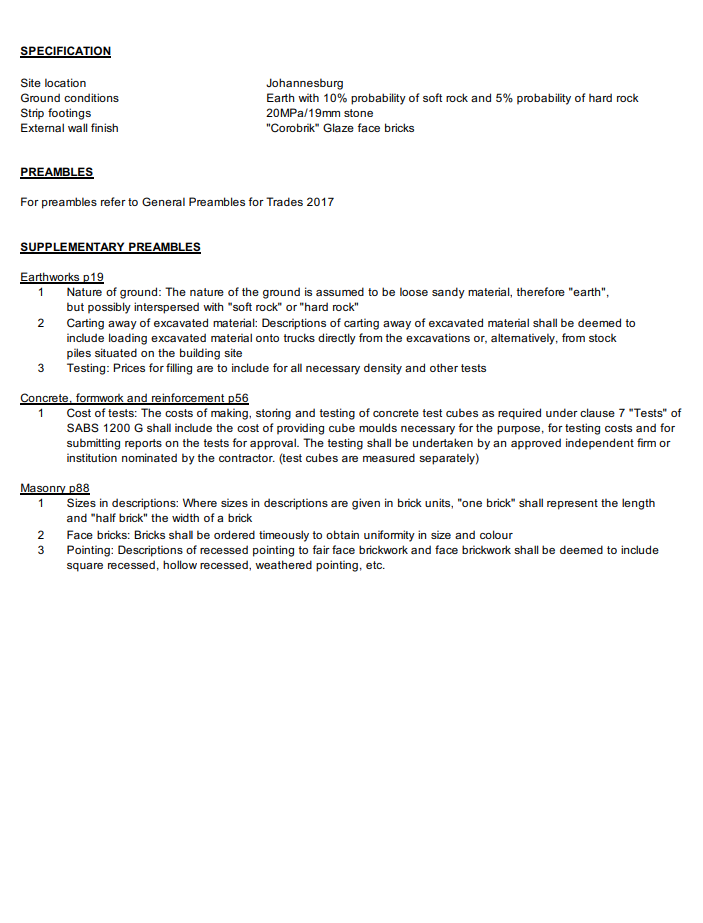 SPECIFICATION
Site location Johannesburg
Ground conditions Earth with 10% probability of soft rock and 5% probability of hard rock
Strip footings 20MPa/19mm stone
External wall finish "Corobrik" Glaze face bricks
PREAMBLES
For preambles refer to General Preambles for Trades 2017
SUPPLEMENTARY PREAMBLES
Earthworks p19
1 Nature of ground: The nature of the ground is assumed to be loose sandy material, therefore "earth",
but possibly interspersed with "soft rock" or "hard rock"
2 Carting away of excavated material: Descriptions of carting away of excavated material shall be deemed to
include loading excavated material onto trucks directly from the excavations or, alternatively, from stock
piles situated on the building site
3 Testing: Prices for filling are to include for all necessary density and other tests
Concrete, formwork and reinforcement p56
1 Cost of tests: The costs of making, storing and testing of concrete test cubes as required under clause 7 "Tests" of
SABS 1200 G shall include the cost of providing cube moulds necessary for the purpose, for testing costs and for
submitting reports on the tests for approval. The testing shall be undertaken by an approved independent firm or
institution nominated by the contractor. (test cubes are measured separately)
Masonry p88
1 Sizes in descriptions: Where sizes in descriptions are given in brick units, "one brick" shall represent the length
and "half brick" the width of a brick
2 Face bricks: Bricks shall be ordered timeously to obtain uniformity in size and colour
3 Pointing: Descriptions of recessed pointing to fair face brickwork and face brickwork shall be deemed to include
square recessed, hollow recessed, weathered pointing, etc.